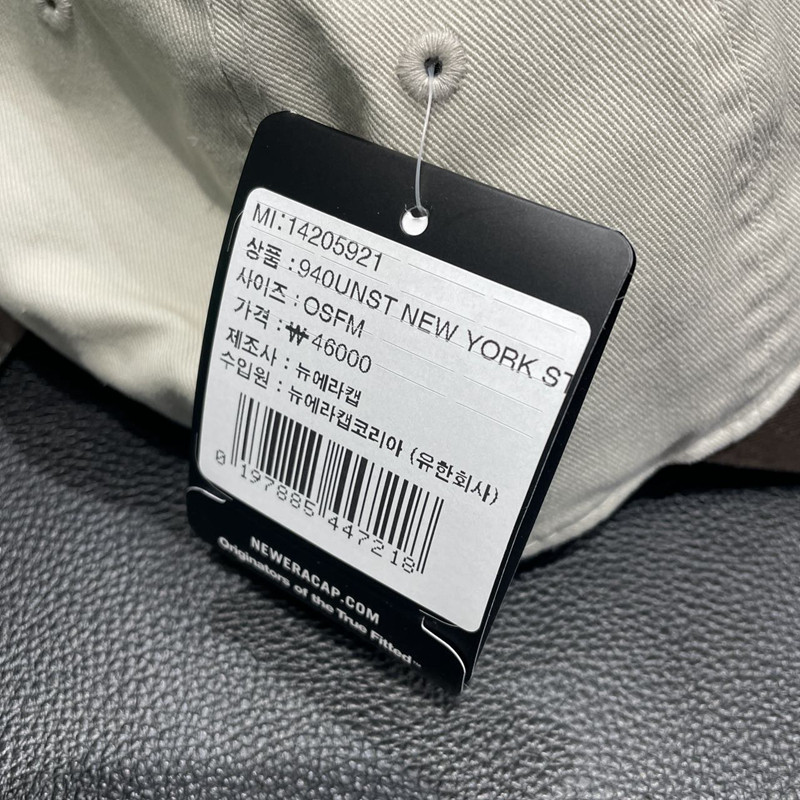 MI:14205921
상품 : 940UNST NEW YORK ST
사이즈 : OSFM
가격 : ₩46000
제조사 : 뉴에라캡
수입원 : 뉴에라캡코리아 (유한회사)
0 197885 447218
NEWERACAP.COM
Originators of the True Fitted™